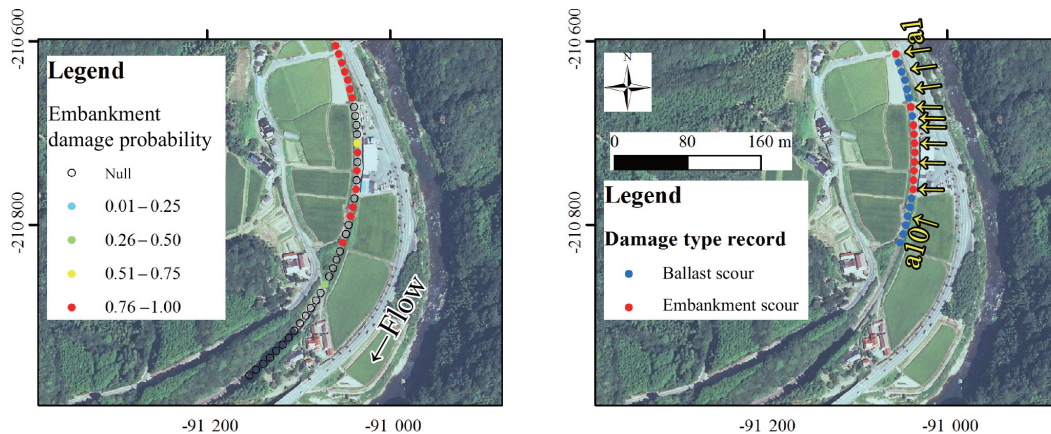 -210 600
-210 800
Legend
Embankment
damage probability
Null
0.01–0.25
0.26–0.50
0.51–0.75
0.76–1.00
←Flow
-91 200
-91 000
-210 600
-210 800
N
0
80
160 m
Legend
Damage type record
Ballast scour
Embankment scour
a1
a10
-91 200
-91 000